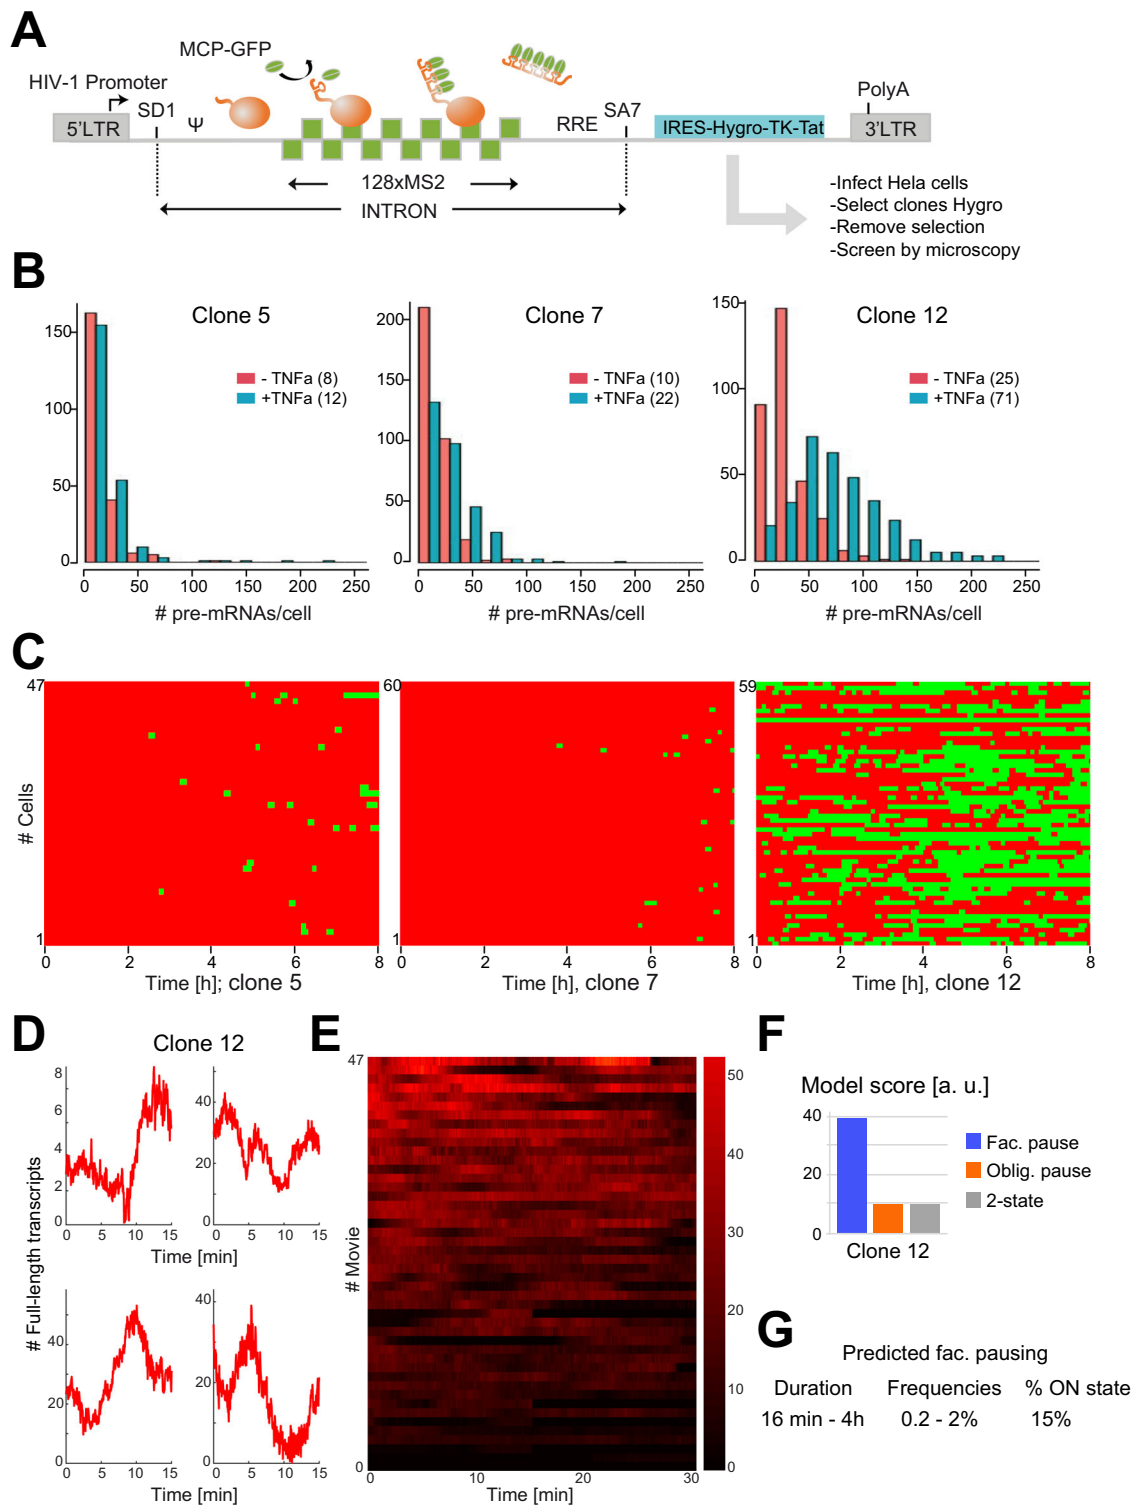 A
MCP-GFP
HIV-1 Promoter
SD1
Ψ
SA7
PolyA
5'LTR
RRE
IRES-Hygro-TK-Tat
3'LTR
128xMS2
INTRON
-Infect Hela cells
-Select clones Hygro
-Remove selection
-Screen by microscopy
B
Clone 5
- TNFa (8)
+TNFa (12)
150
100
50
0
0 50 100 150 200 250
# pre-mRNAs/cell
Clone 7
- TNFa (10)
+TNFa (22)
200
150
100
50
0
0 50 100 150 200 250
# pre-mRNAs/cell
Clone 12
- TNFa (25)
+TNFa (71)
150
100
50
0
0 50 100 150 200 250
# pre-mRNAs/cell
C
# Cells
47
1
0 2 4 6 8
Time [h]; clone 5
60
1
0 2 4 6 8
Time [h], clone 7
59
1
0 2 4 6 8
Time [h], clone 12
D
Clone 12
# Full-length transcripts
8
6
4
2
0
0 5 10 15
40
20
0
0 5 10 15
Time [min]
40
20
0
0 5 10 15
40
20
0
0 5 10 15
Time [min]
E
# Movie
47
0
0 10 20 30
Time [min]
50
40
30
20
10
0
F
Model score [a. u.]
40
20
0
Clone 12
Fac. pause
Oblig. pause
2-state
G
Predicted fac. pausing
Duration Frequencies % ON state
16 min - 4h 0.2 - 2% 15%